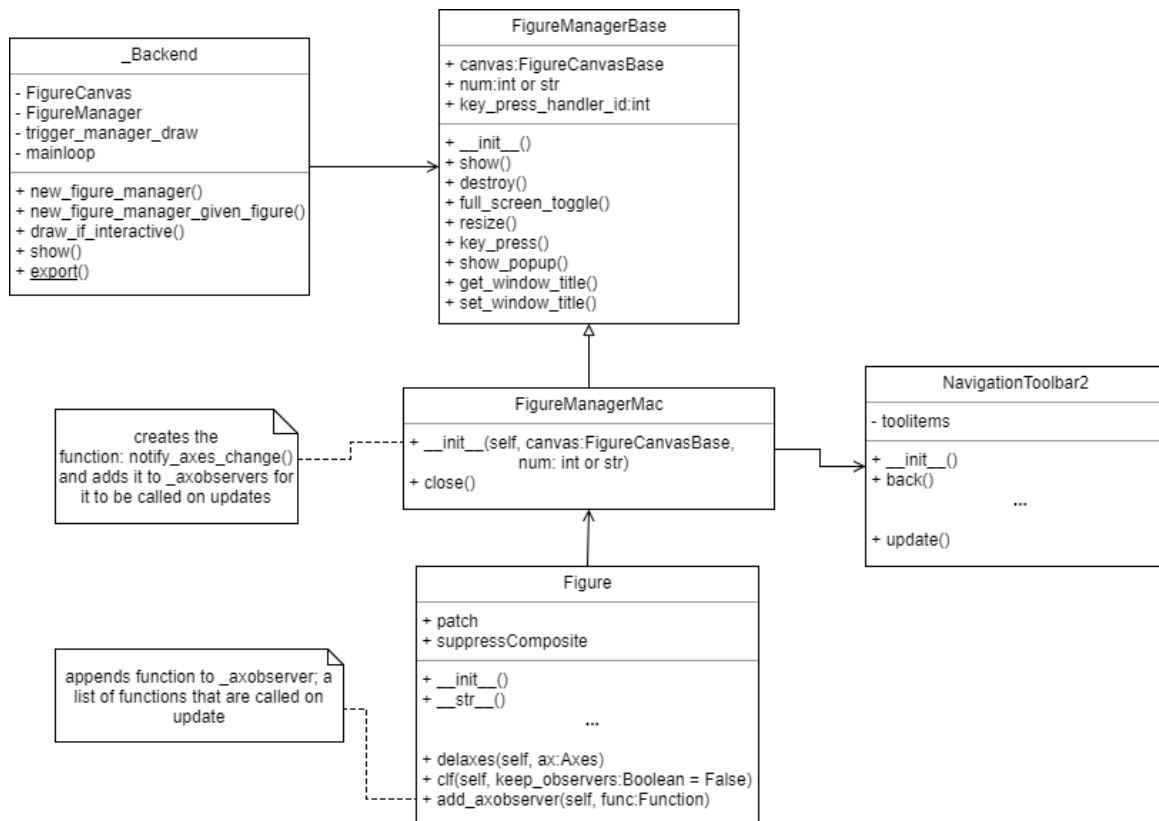 _Backend
- FigureCanvas
- FigureManager
- trigger_manager_draw
- mainloop
+ new_figure_manager()
+ new_figure_manager_given_figure()
+ draw_if_interactive()
+ show()
+ export()
FigureManagerBase
+ canvas:FigureCanvasBase
+ num:int or str
+ key_press_handler_id:int
+ __init__()
+ show()
+ destroy()
+ full_screen_toggle()
+ resize()
+ key_press()
+ show_popup()
+ get_window_title()
+ set_window_title()
creates the
function: notify_axes_change()
and adds it to _axobservers for
it to be called on updates
FigureManagerMac
+ __init__(self, canvas:FigureCanvasBase,
num: int or str)
+ close()
NavigationToolbar2
- toolitems
+ __init__()
+ back()
...
+ update()
appends function to _axobserver; a
list of functions that are called on
update
Figure
+ patch
+ suppressComposite
+ __init__()
+ __str__()
...
+ delaxes(self, ax:Axes)
+ clf(self, keep_observers:Boolean = False)
+ add_axobserver(self, func:Function)